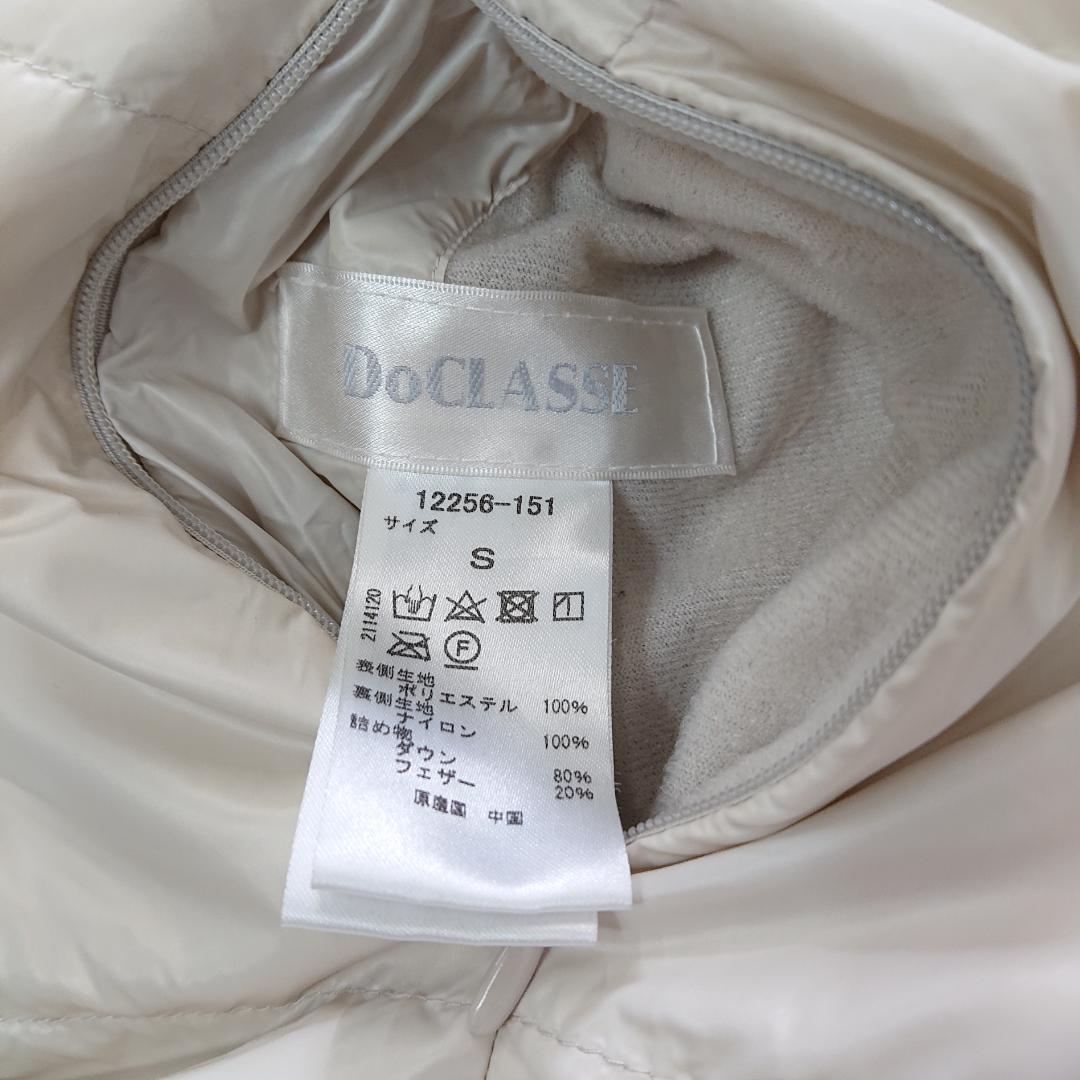 DoCLASSE
12256-151
サイズ
S
2114120
F
表側生地
ポリエステル 100%
裏側生地
ナイロン 100%
詰め物
ダウン 80%
フェザー 20%
原産国 中国